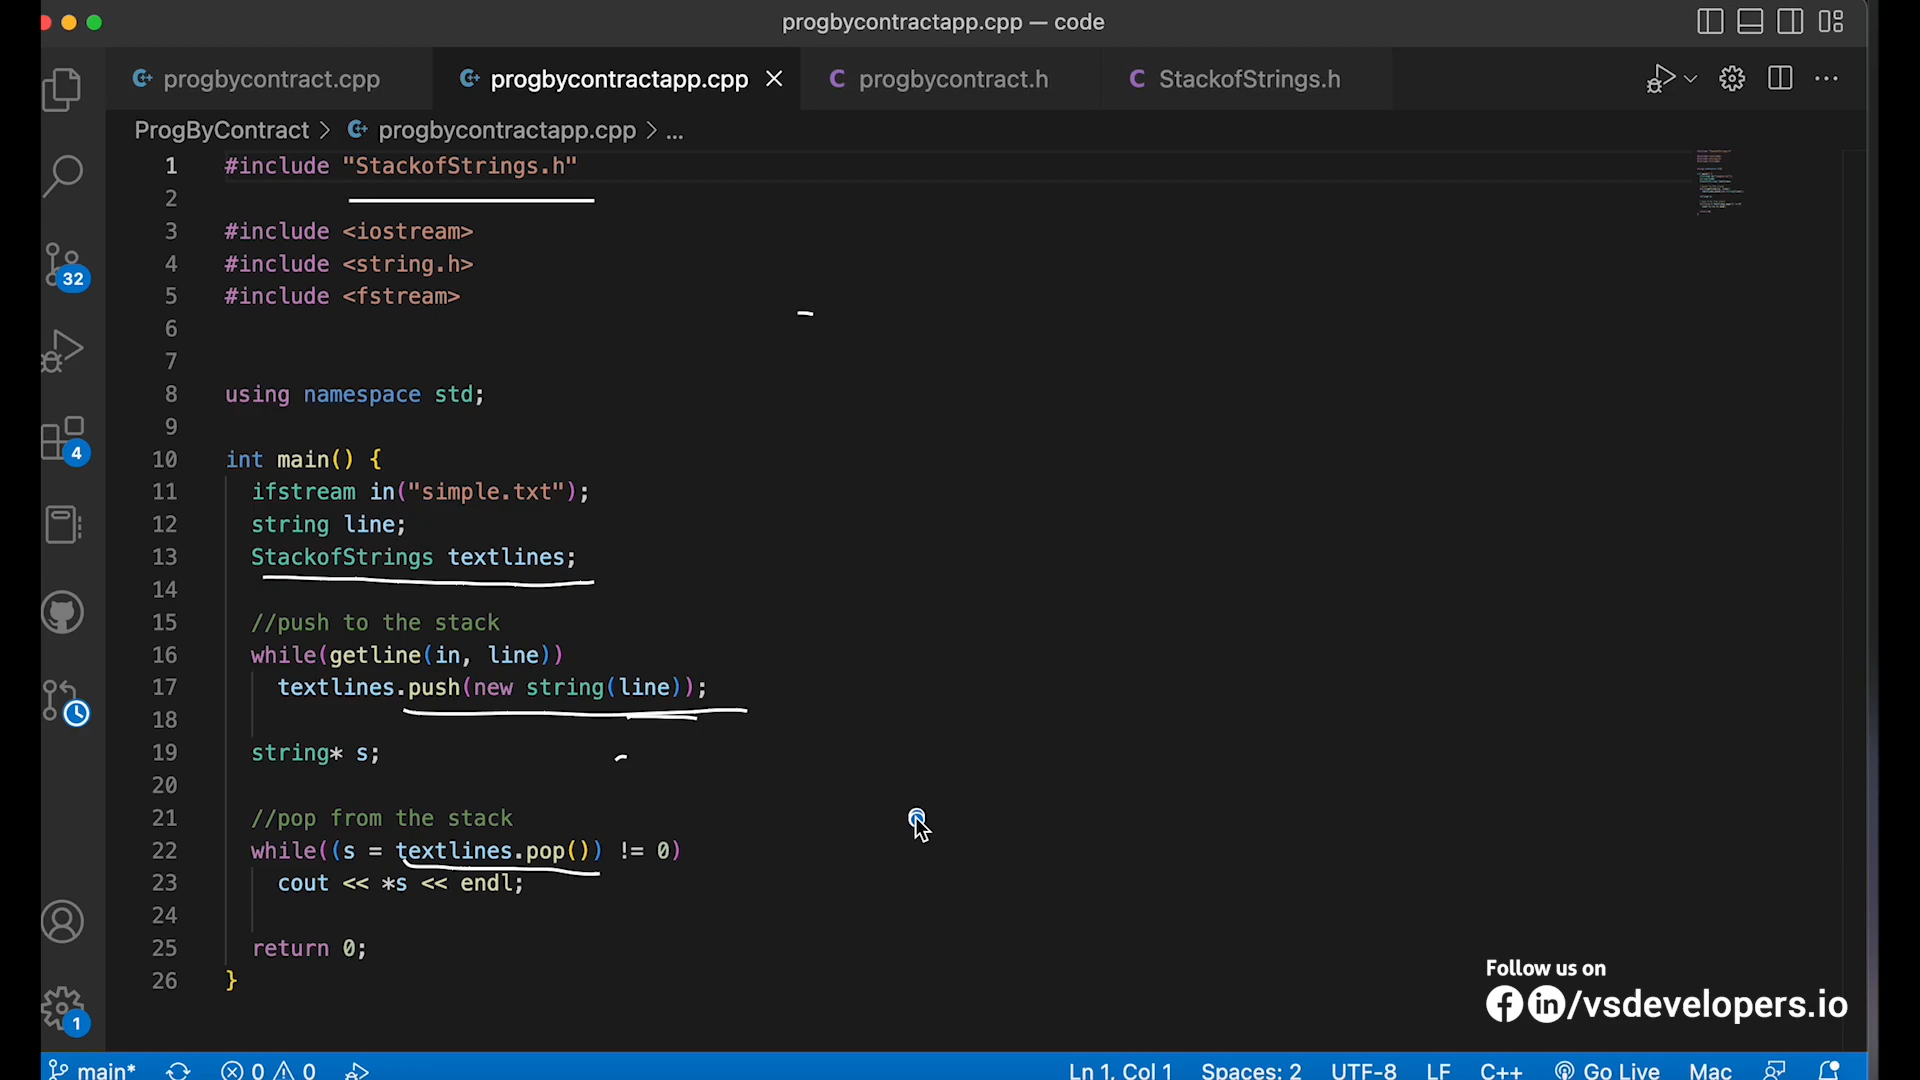 progbycontractapp.cpp — code
progbycontract.cpp
progbycontractapp.cpp
progbycontract.h
StackofStrings.h
ProgByContract > progbycontractapp.cpp > ...
1 #include "StackofStrings.h"
2
3 #include <iostream>
4 #include <string.h>
5 #include <fstream>
6
7
8 using namespace std;
9
10 int main() {
11 ifstream in("simple.txt");
12 string line;
13 StackofStrings textlines;
14
15 //push to the stack
16 while(getline(in, line))
17 textlines.push(new string(line));
18
19 string* s;
20
21 //pop from the stack
22 while((s = textlines.pop()) != 0)
23 cout << *s << endl;
24
25 return 0;
26 }
32
4
1
Follow us on
/vsdevelopers.io
main* 0 0 Ln 1, Col 1 Spaces: 2 UTF-8 LF C++ Go Live Mac